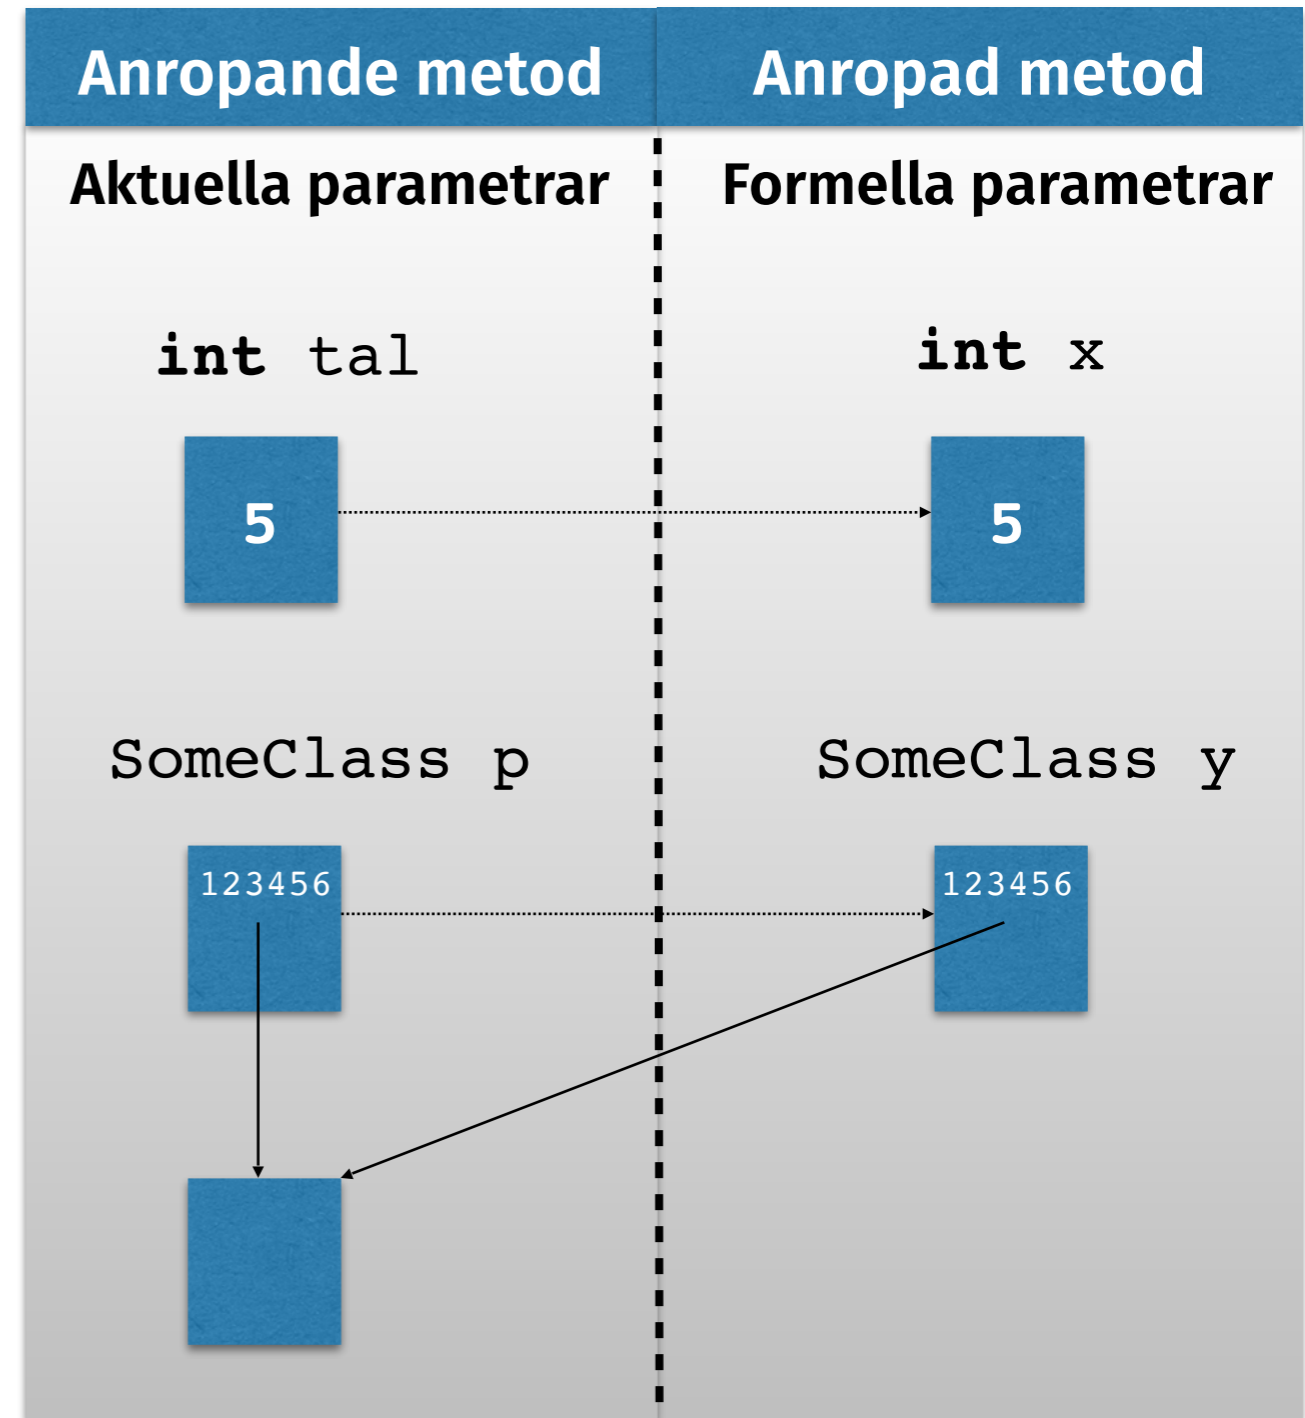 Anropande metod
Anropad metod
Aktuella parametrar
Formella parametrar
int tal
int x
5
5
SomeClass p
SomeClass y
123456
123456